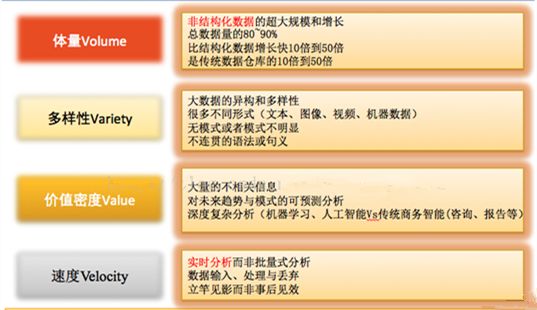 体量Volume
非结构化数据的超大规模和增长
总数据量的80~90%
比结构化数据增长快10倍到50倍
是传统数据仓库的10倍到50倍
多样性Variety
大数据的异构和多样性
很多不同形式（文本、图像、视频、机器数据）
无模式或者模式不明显
不连贯的语法或句义
价值密度Value
大量的不相关信息
对未来趋势与模式的可预测分析
深度复杂分析（机器学习、人工智能Vs传统商务智能(咨询、报告等）
速度Velocity
实时分析而非批量式分析
数据输入、处理与丢弃
立竿见影而非事后见效